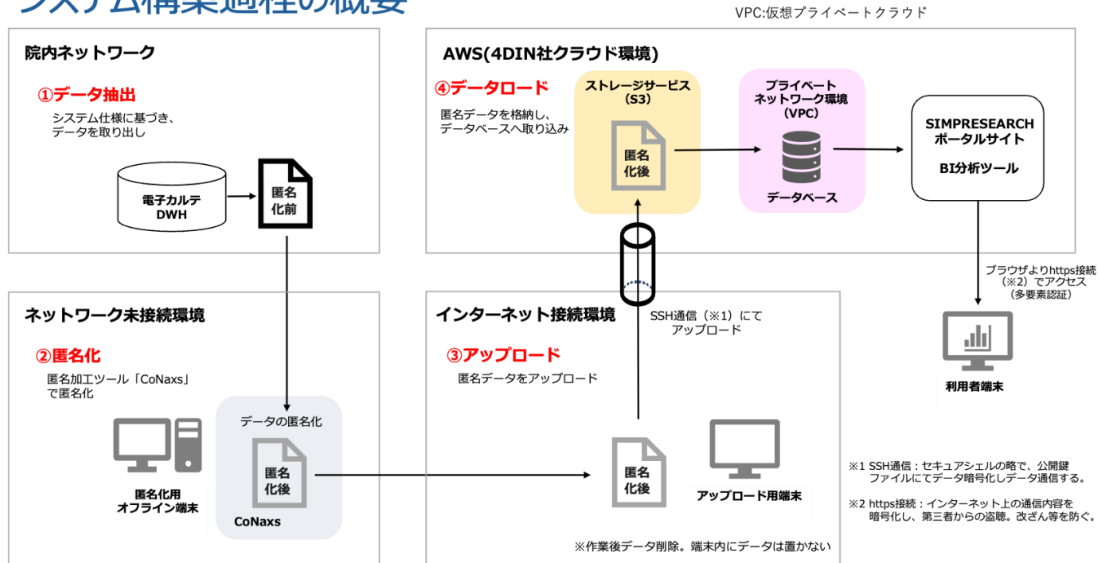 システム構築過程の概要
VPC:仮想プライベートクラウド
院内ネットワーク
①データ抽出
システム仕様に基づき、
データを取り出し
電子カルテ
DWH
匿名
化前
AWS(4DIN社クラウド環境)
④データロード
匿名データを格納し、
データベースへ取り込み
ストレージサービス
(S3)
匿名
化後
プライベート
ネットワーク環境
(VPC)
データベース
SIMPRESEARCH
ポータルサイト
BI分析ツール
ブラウザよりhttps接続
(※2)でアクセス
(多要素認証)
利用者端末
ネットワーク未接続環境
②匿名化
匿名加工ツール「CoNaxs」
で匿名化
匿名化用
オフライン端末
データの匿名化
匿名
化後
CoNaxs
インターネット接続環境
③アップロード
匿名データをアップロード
SSH通信(※1)にて
アップロード
匿名
化後
アップロード用端末
※作業後データ削除。端末内にデータは置かない
※1 SSH通信:セキュアシェルの略で、公開鍵
ファイルにてデータ暗号化しデータ通信する。
※2 https接続:インターネット上の通信内容を
暗号化し、第三者からの盗聴。改ざん等を防ぐ。